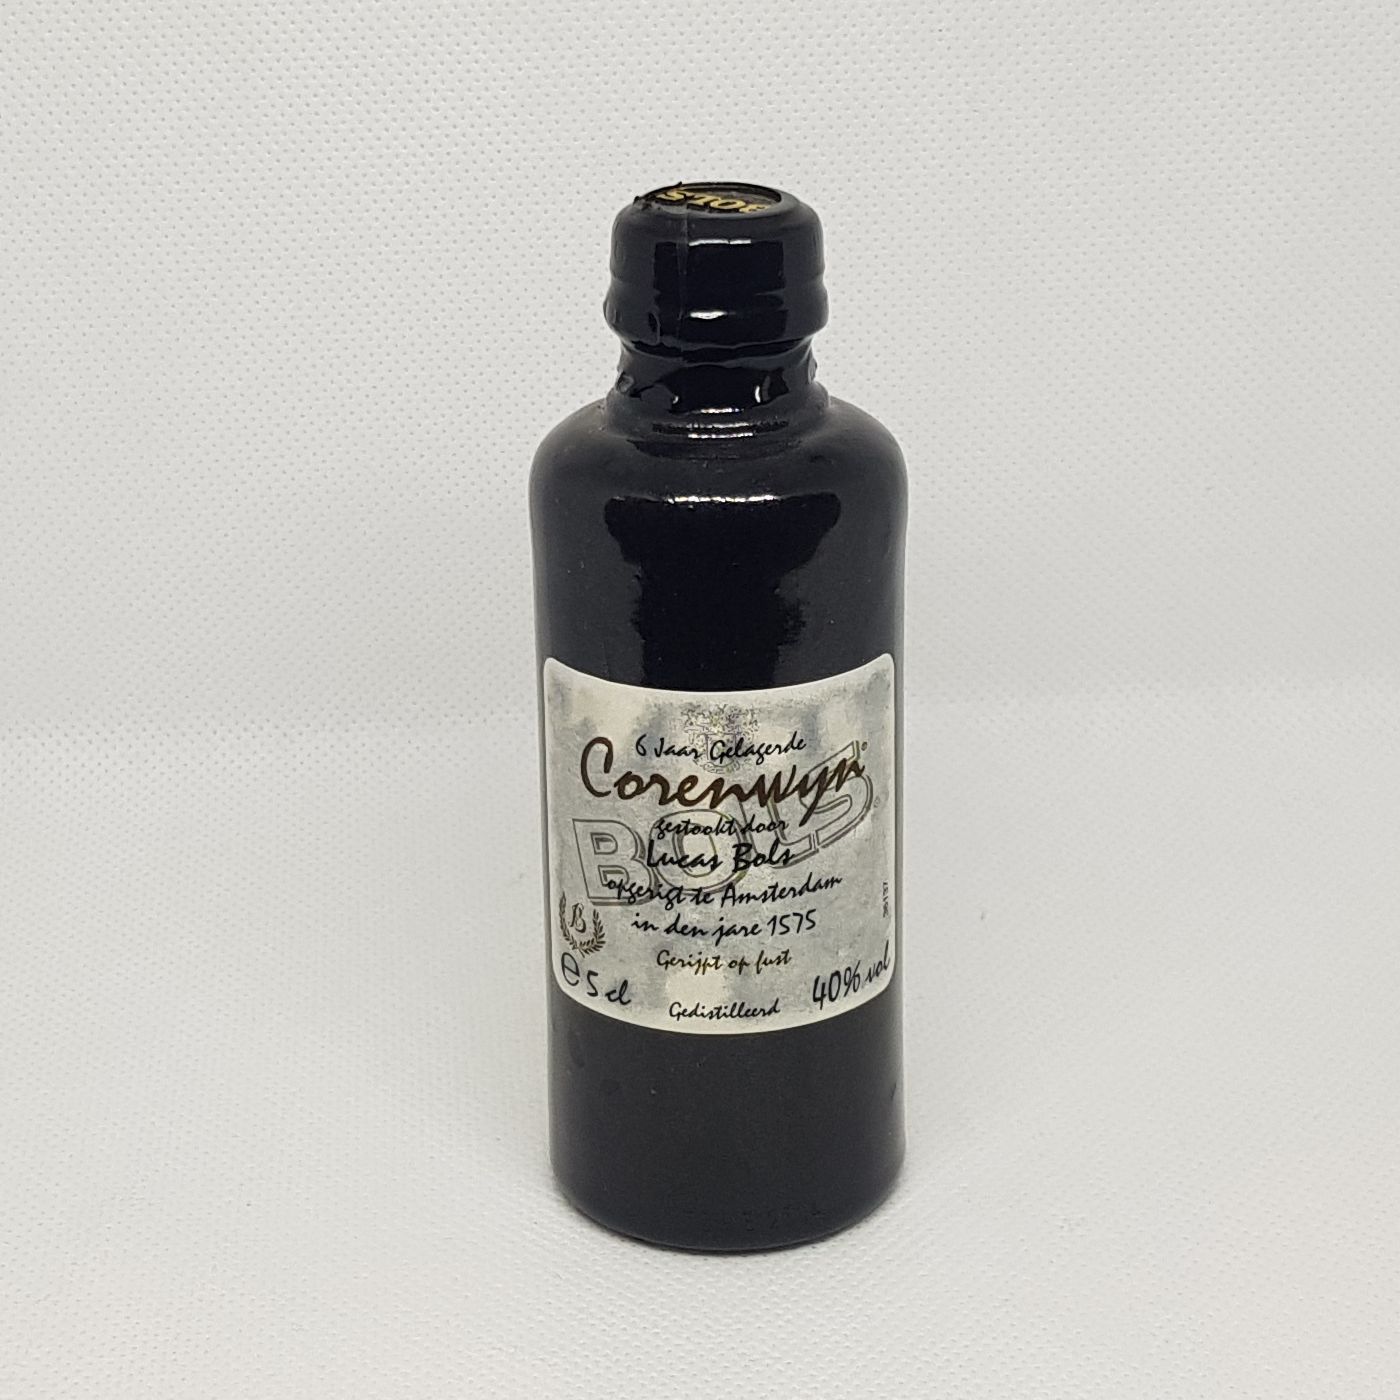 BOLS
6 Jaar Gelagerde
Corenwyn®
BOLS
gestookt door
Lucas Bols
opgerigt te Amsterdam
in den jare 1575
Gerijpt op fust
B
℮ 5 cl
40% vol
Gedistilleerd